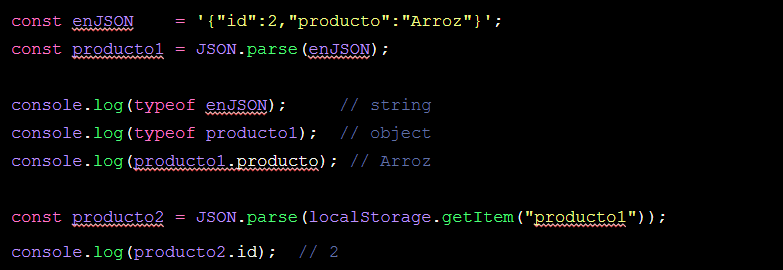 const enJSON    = '{"id":2,"producto":"Arroz"}';
const producto1 = JSON.parse(enJSON);
console.log(typeof enJSON);     // string
console.log(typeof producto1);  // object
console.log(producto1.producto); // Arroz
const producto2 = JSON.parse(localStorage.getItem("producto1"));
console.log(producto2.id);  // 2